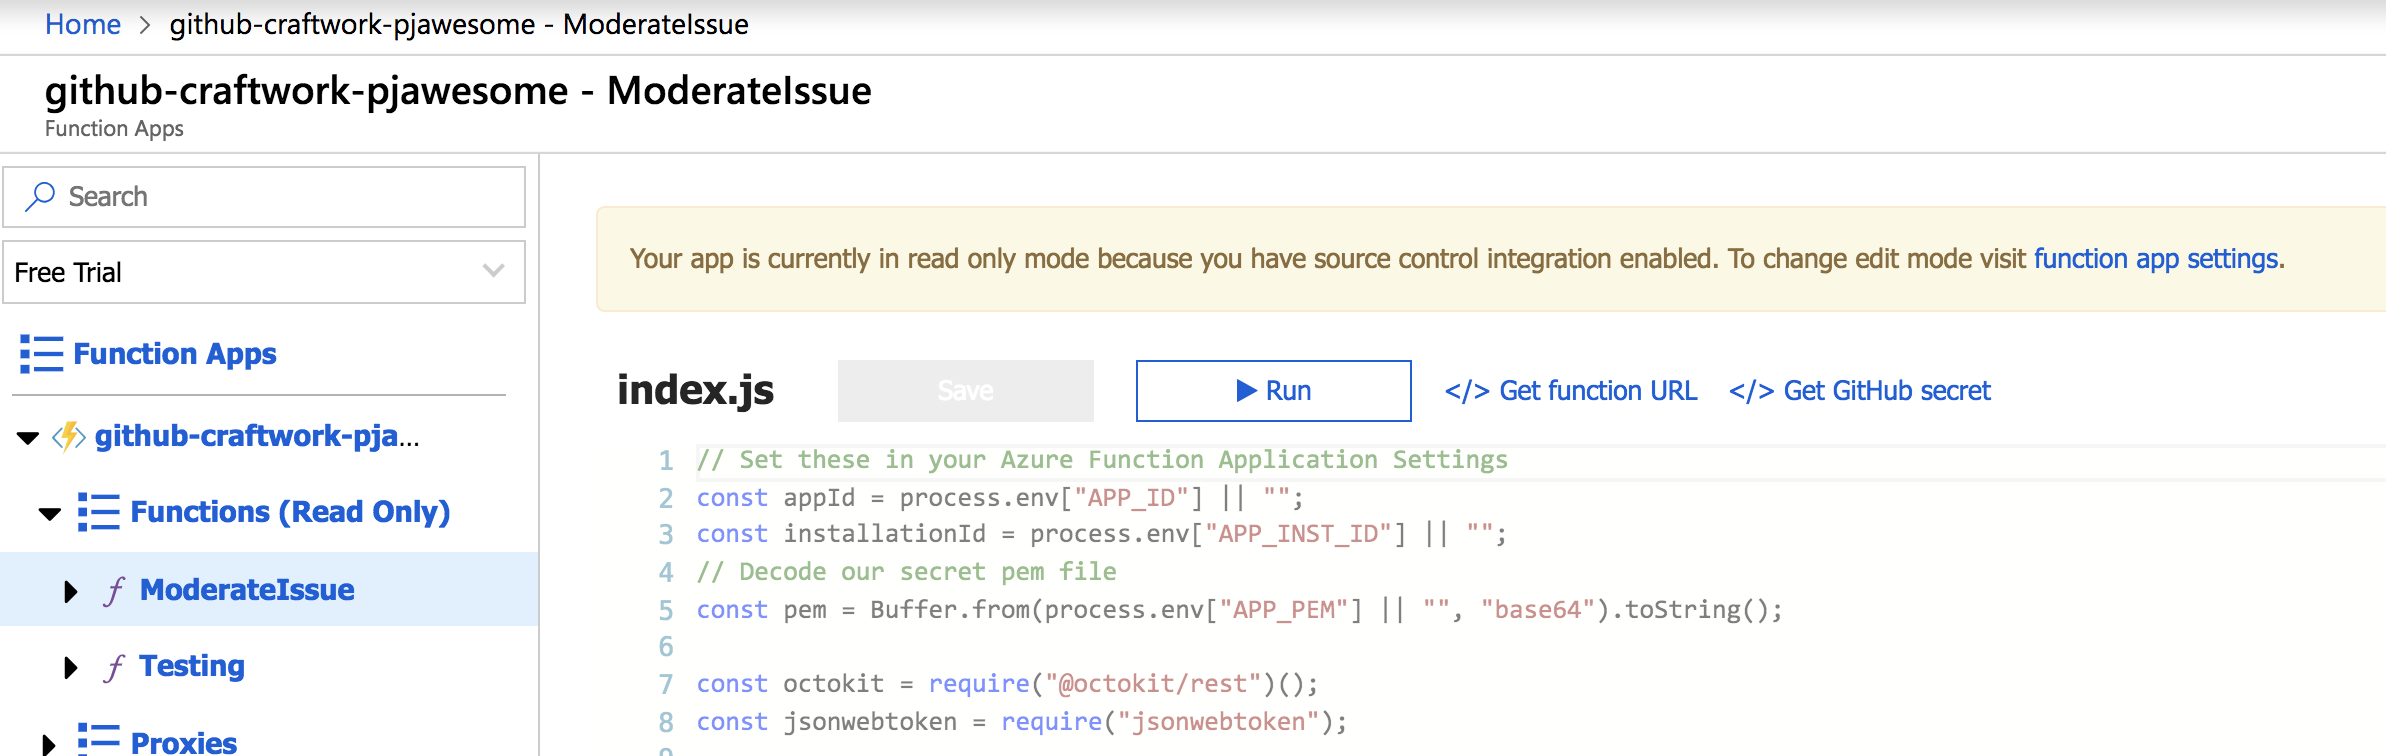 Home > github-craftwork-pjawesome - ModerateIssue
github-craftwork-pjawesome - ModerateIssue
Function Apps
Search
Free Trial
Function Apps
github-craftwork-pja...
Functions (Read Only)
ModerateIssue
Testing
Proxies
Your app is currently in read only mode because you have source control integration enabled. To change edit mode visit function app settings.
index.js Save Run </> Get function URL </> Get GitHub secret
1 // Set these in your Azure Function Application Settings
2 const appId = process.env["APP_ID"] || "";
3 const installationId = process.env["APP_INST_ID"] || "";
4 // Decode our secret pem file
5 const pem = Buffer.from(process.env["APP_PEM"] || "", "base64").toString();
6
7 const octokit = require("@octokit/rest")();
8 const jsonwebtoken = require("jsonwebtoken");